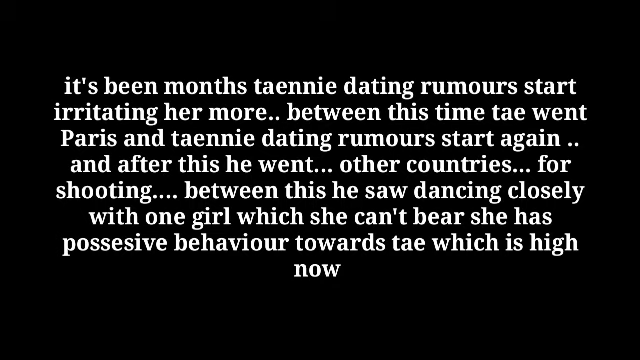 it's been months taennie dating rumours start
irritating her more.. between this time tae went
Paris and taennie dating rumours start again ..
and after this he went... other countries... for
shooting.... between this he saw dancing closely
with one girl which she can't bear she has
possesive behaviour towards tae which is high
now